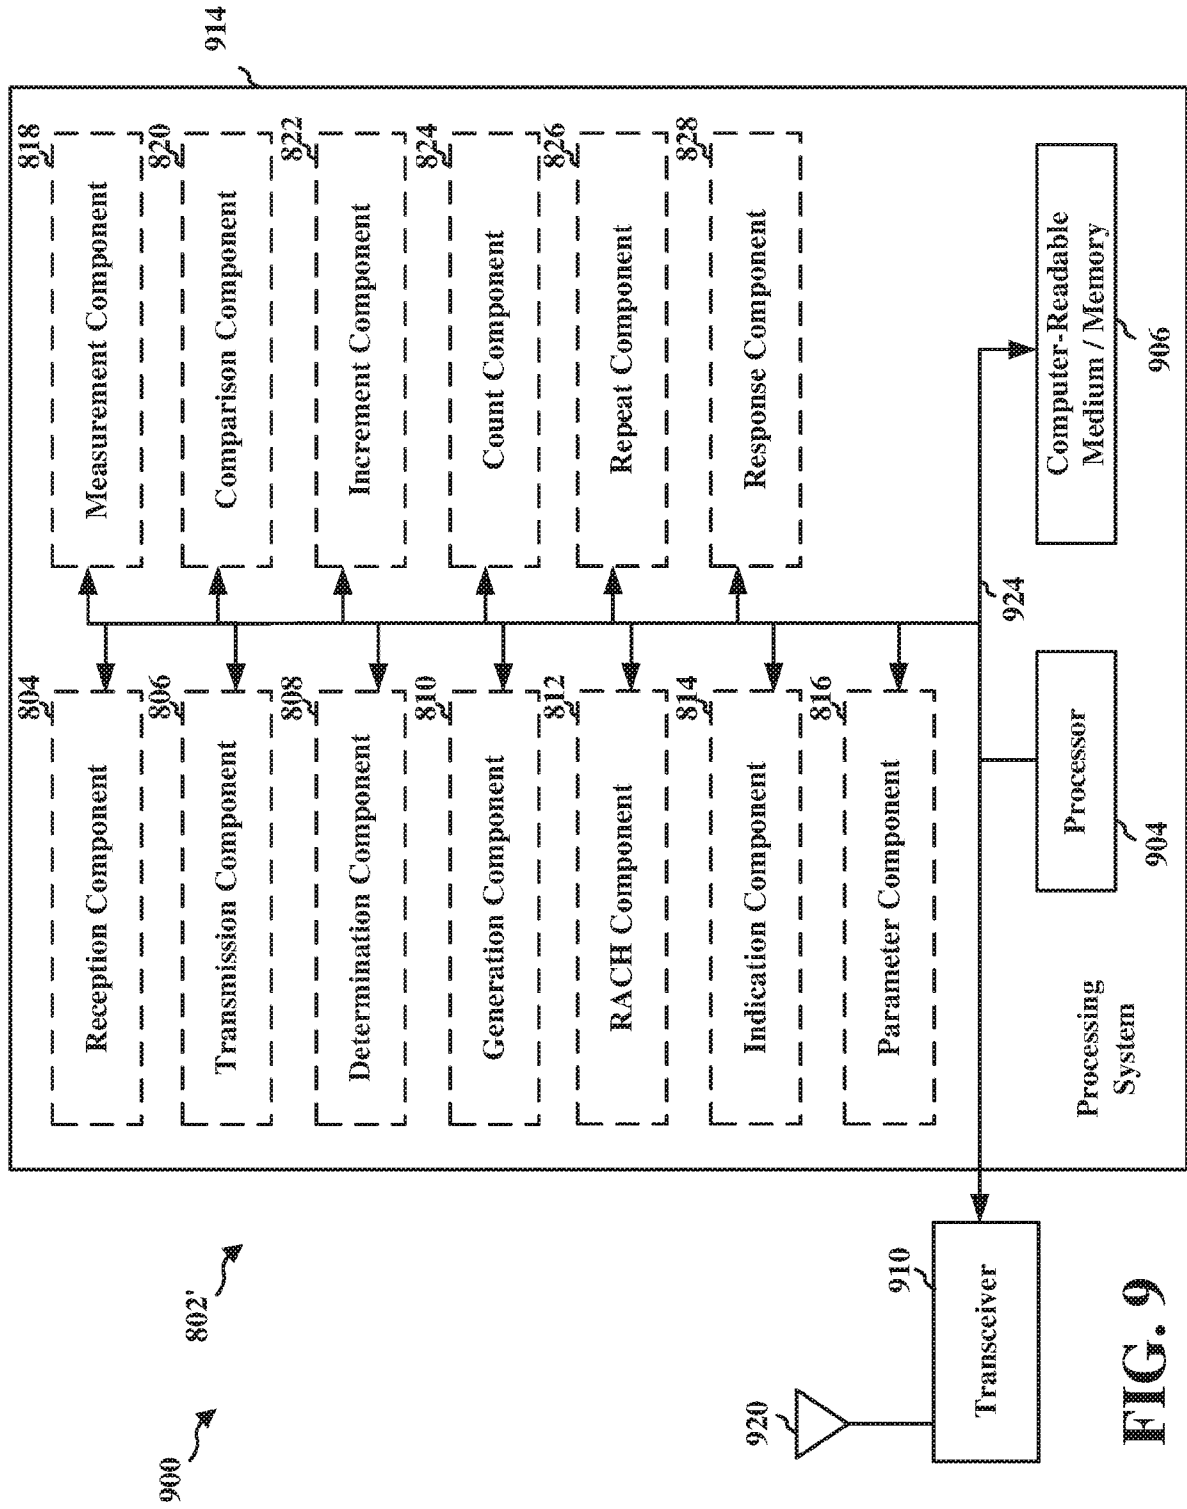 900
802'
914
804
Reception Component
818
Measurement Component
806
Transmission Component
820
Comparison Component
808
Determination Component
822
Increment Component
810
Generation Component
824
Count Component
812
RACH Component
826
Repeat Component
814
Indication Component
828
Response Component
816
Parameter Component
920
910
Transceiver
924
Processing
System
Processor
904
Computer-Readable
Medium / Memory
906
FIG. 9